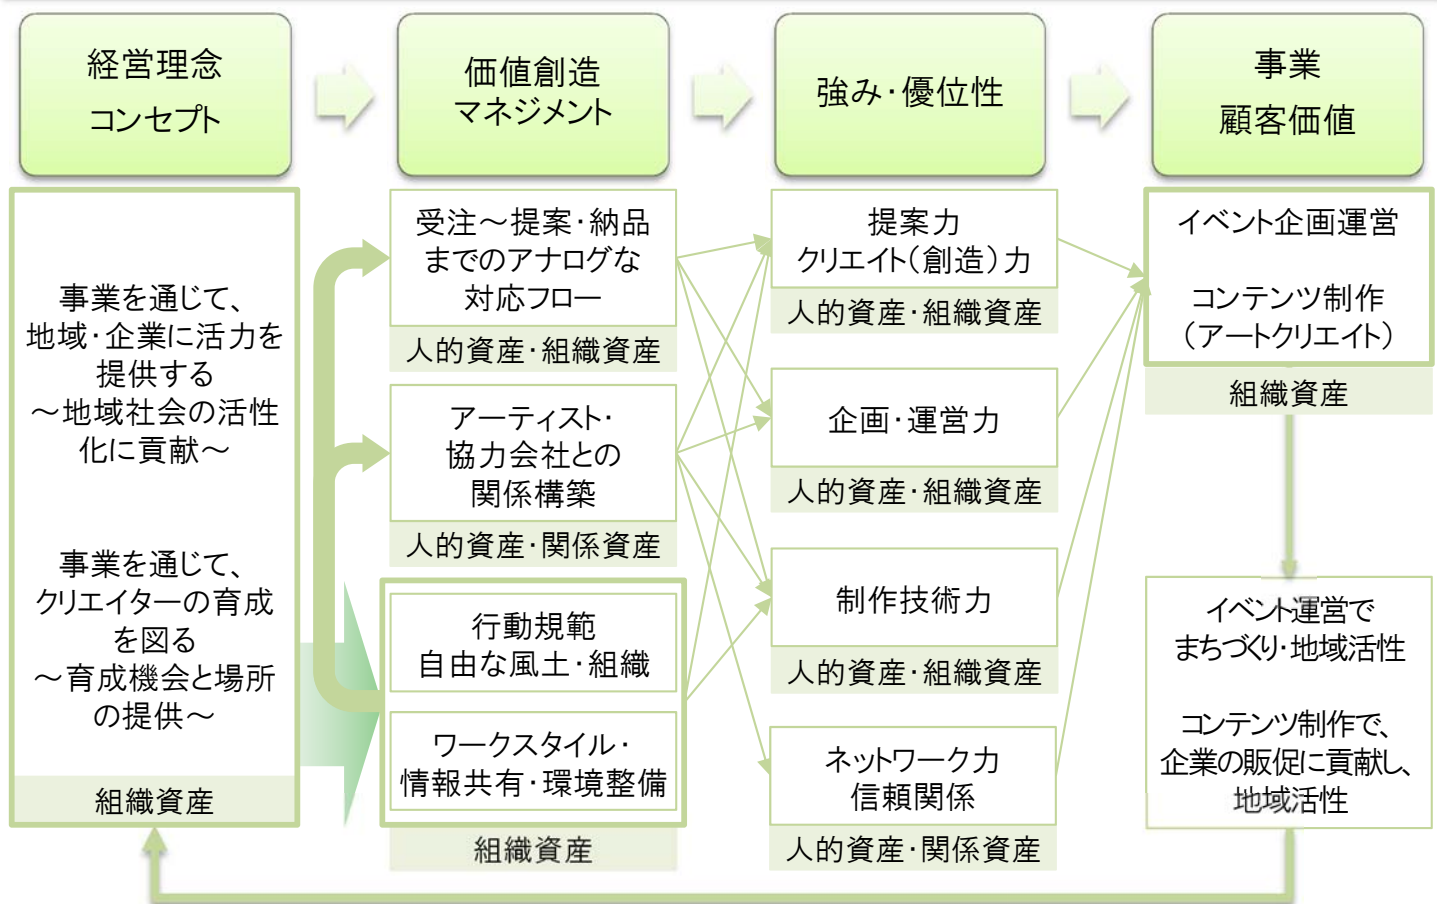 経営理念
コンセプト
価値創造
マネジメント
強み・優位性
事業
顧客価値
事業を通じて、
地域・企業に活力を
提供する
～地域社会の活性
化に貢献～
事業を通じて、
クリエイターの育成
を図る
～育成機会と場所
の提供～
組織資産
受注～提案・納品
までのアナログな
対応フロー
人的資産・組織資産
アーティスト・
協力会社との
関係構築
人的資産・関係資産
行動規範
自由な風土・組織
ワークスタイル・
情報共有・環境整備
組織資産
提案力
クリエイト（創造）力
人的資産・組織資産
企画・運営力
人的資産・組織資産
制作技術力
人的資産・組織資産
ネットワーク力
信頼関係
人的資産・関係資産
イベント企画運営
コンテンツ制作
（アートクリエイト）
組織資産
イベント運営で
まちづくり・地域活性
コンテンツ制作で、
企業の販促に貢献し、
地域活性